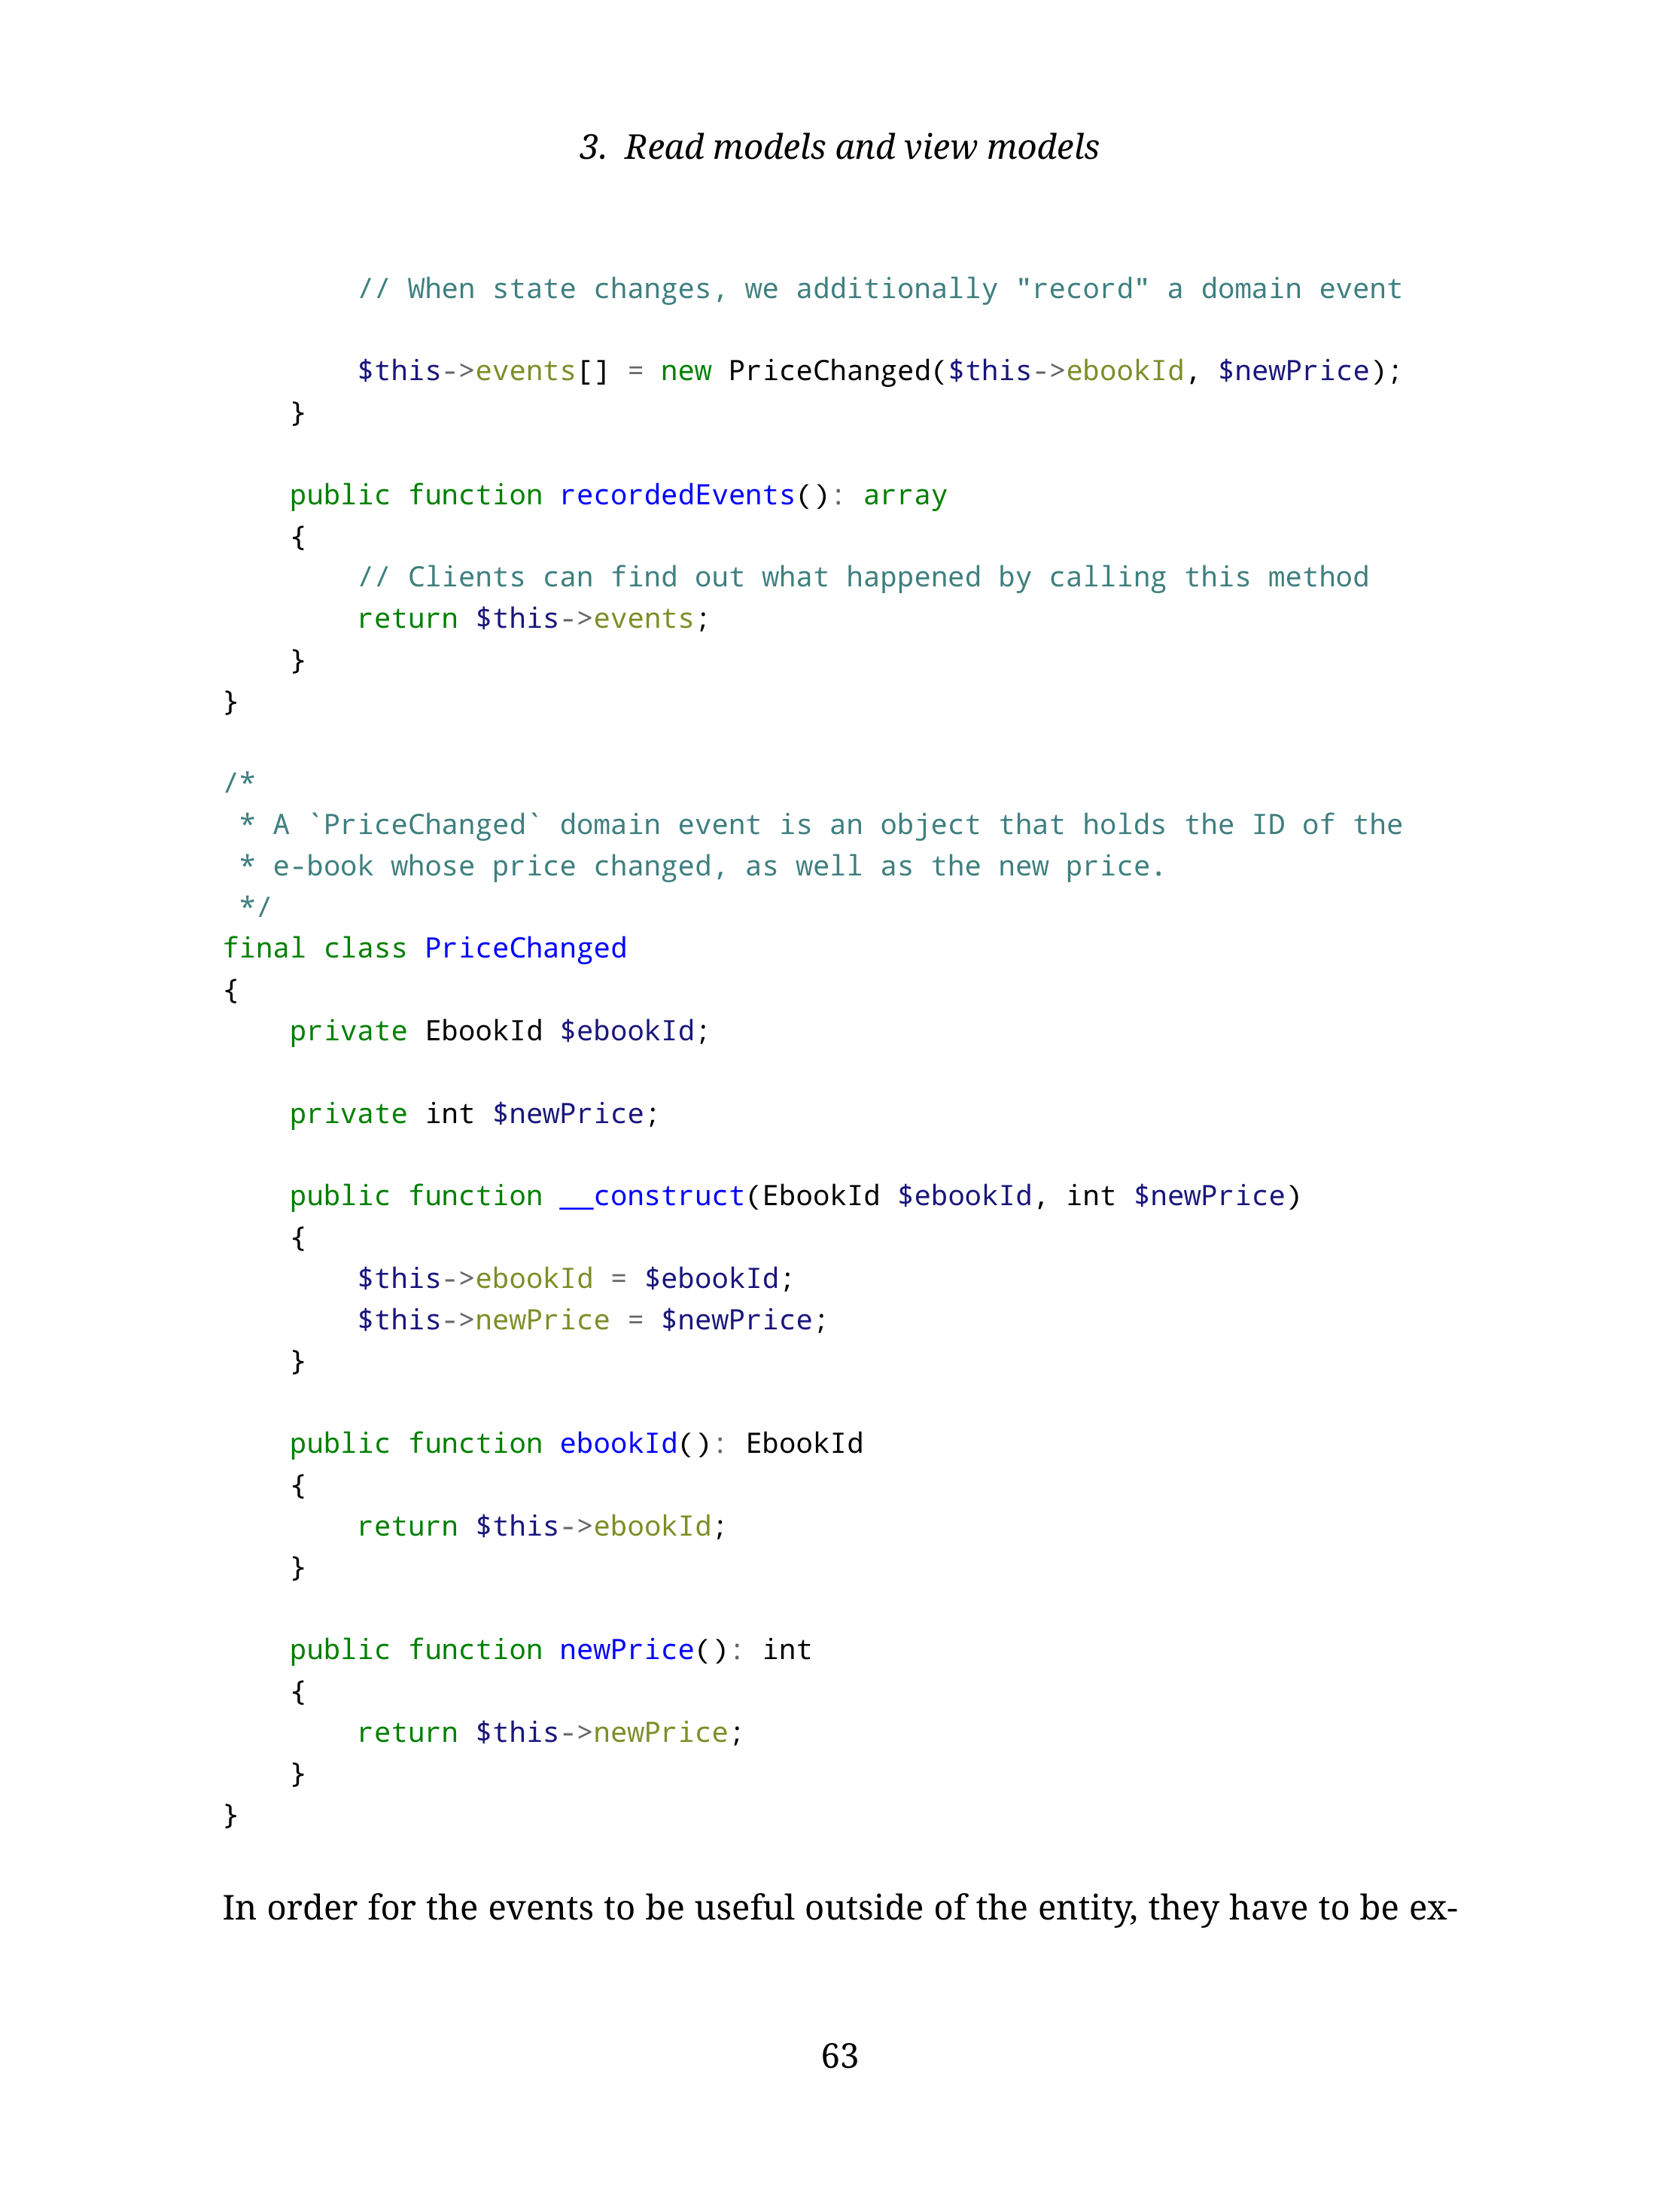 3. Read models and view models
        // When state changes, we additionally "record" a domain event
        $this->events[] = new PriceChanged($this->ebookId, $newPrice);
    }
    public function recordedEvents(): array
    {
        // Clients can find out what happened by calling this method
        return $this->events;
    }
}
/*
 * A `PriceChanged` domain event is an object that holds the ID of the
 * e-book whose price changed, as well as the new price.
 */
final class PriceChanged
{
    private EbookId $ebookId;
    private int $newPrice;
    public function __construct(EbookId $ebookId, int $newPrice)
    {
        $this->ebookId = $ebookId;
        $this->newPrice = $newPrice;
    }
    public function ebookId(): EbookId
    {
        return $this->ebookId;
    }
    public function newPrice(): int
    {
        return $this->newPrice;
    }
}
In order for the events to be useful outside of the entity, they have to be ex-
63